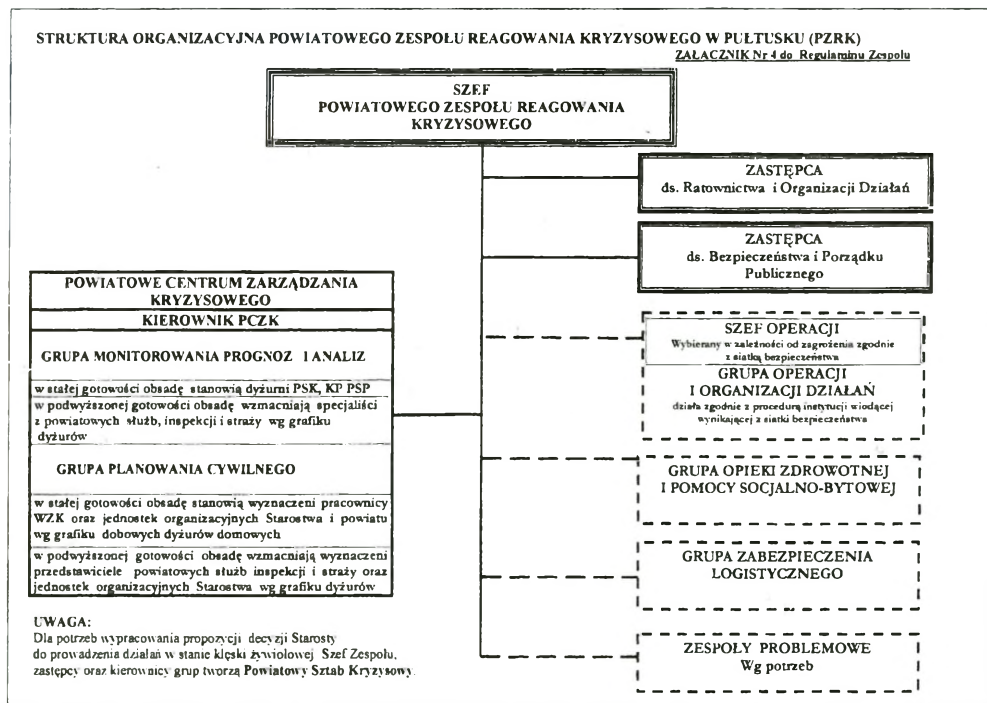 STRUKTURA ORGANIZACYJNA POWIATOWEGO ZESPOŁU REAGOWANIA KRYZYSOWEGO W PUŁTUSKU (PZRK)
ZAŁACZNIK Nr 4 do Regulaminu Zespołu
SZEF
POWIATOWEGO ZESPOŁU REAGOWANIA
KRYZYSOWEGO
ZASTĘPCA
ds. Ratownictwa i Organizacji Działań
ZASTĘPCA
ds. Bezpieczeństwa i Porządku
Publicznego
POWIATOWE CENTRUM ZARZĄDZANIA
KRYZYSOWEGO
KIEROWNIK PCZK
GRUPA MONITOROWANIA PROGNOZ I ANALIZ
w stałej gotowości obsadę stanowią dyżurni PSK, KP PSP
w podwyższonej gotowości obsadę wzmacniają specjaliści
z powiatowych służb, inspekcji i straży wg grafiku
dyżurów
GRUPA PLANOWANIA CYWILNEGO
w stałej gotowości obsadę stanowią wyznaczeni pracownicy
WZK oraz jednostek organizacyjnych Starostwa i powiatu
wg grafiku dobowych dyżurów domowych
w podwyższonej gotowości obsadę wzmacniają wyznaczeni
przedstawiciele powiatowych służb inspekcji i straży oraz
jednostek organizacyjnych Starostwa wg grafiku dyżurów
SZEF OPERACJI
Wybierany w zależności od zagrożenia zgodnie
z siatką bezpieczeństwa
GRUPA OPERACJI
I ORGANIZACJI DZIAŁAŃ
działa zgodnie z procedurą instytucji wiodącej
wynikającej z siatki bezpieczeństwa
GRUPA OPIEKI ZDROWOTNEJ
I POMOCY SOCJALNO-BYTOWEJ
GRUPA ZABEZPIECZENIA
LOGISTYCZNEGO
ZESPOŁY PROBLEMOWE
Wg potrzeb
UWAGA:
Dla potrzeb wypracowania propozycji decyzji Starosty
do prowadzenia działań w stanie klęski żywiołowej Szef Zespołu,
zastępcy oraz kierownicy grup tworzą Powiatowy Sztab Kryzysowy.